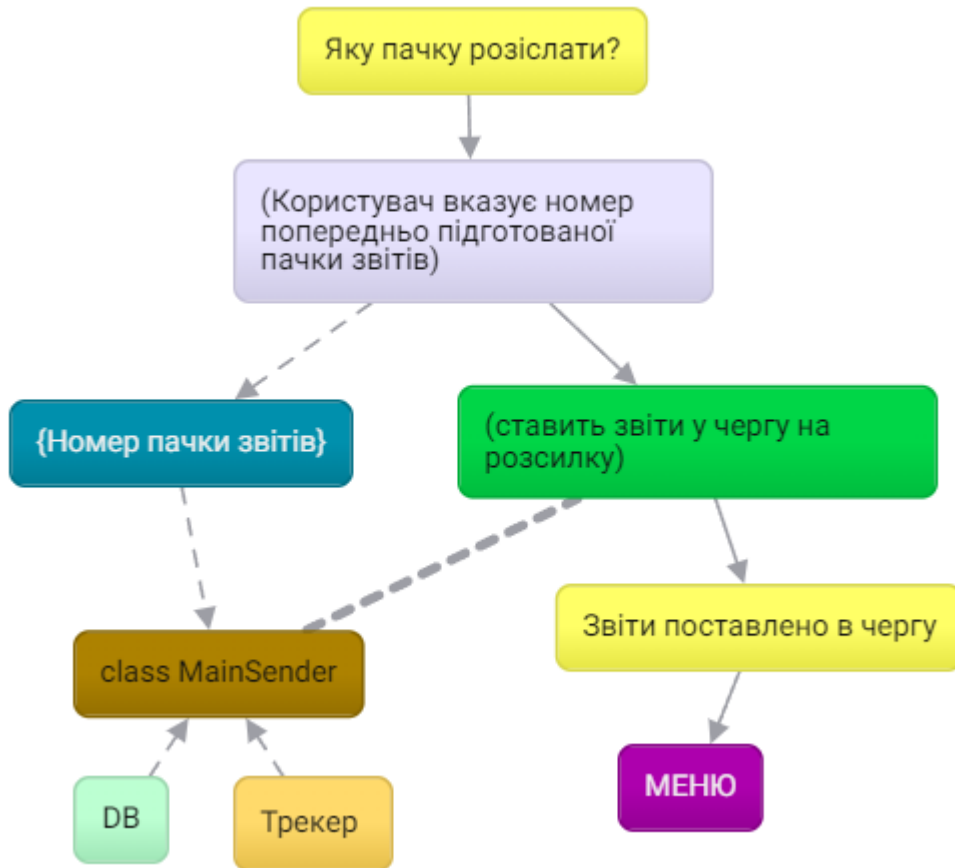 Яку пачку розіслати?
(Користувач вказує номер
попередньо підготованої
пачки звітів)
{Номер пачки звітів}
(ставить звіти у чергу на
розсилку)
class MainSender
Звіти поставлено в чергу
DB
Трекер
МЕНЮ